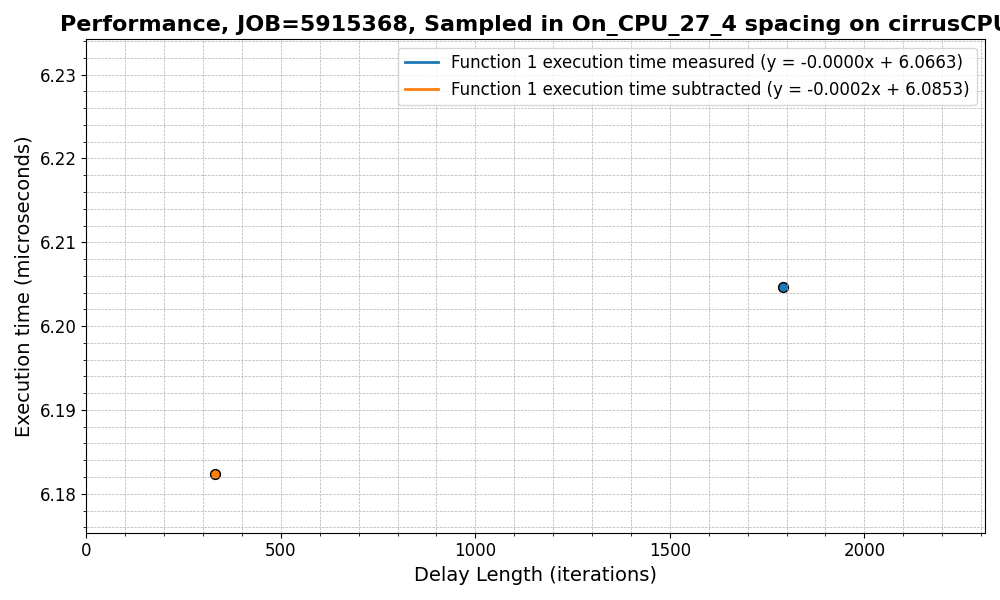 Performance, JOB=5915368, Sampled in On_CPU_27_4 spacing on cirrusCPU
Function 1 execution time measured (y = -0.0000x + 6.0663)
Function 1 execution time subtracted (y = -0.0002x + 6.0853)
Execution time (microseconds)
6.23
6.22
6.21
6.20
6.19
6.18
0 500 1000 1500 2000
Delay Length (iterations)